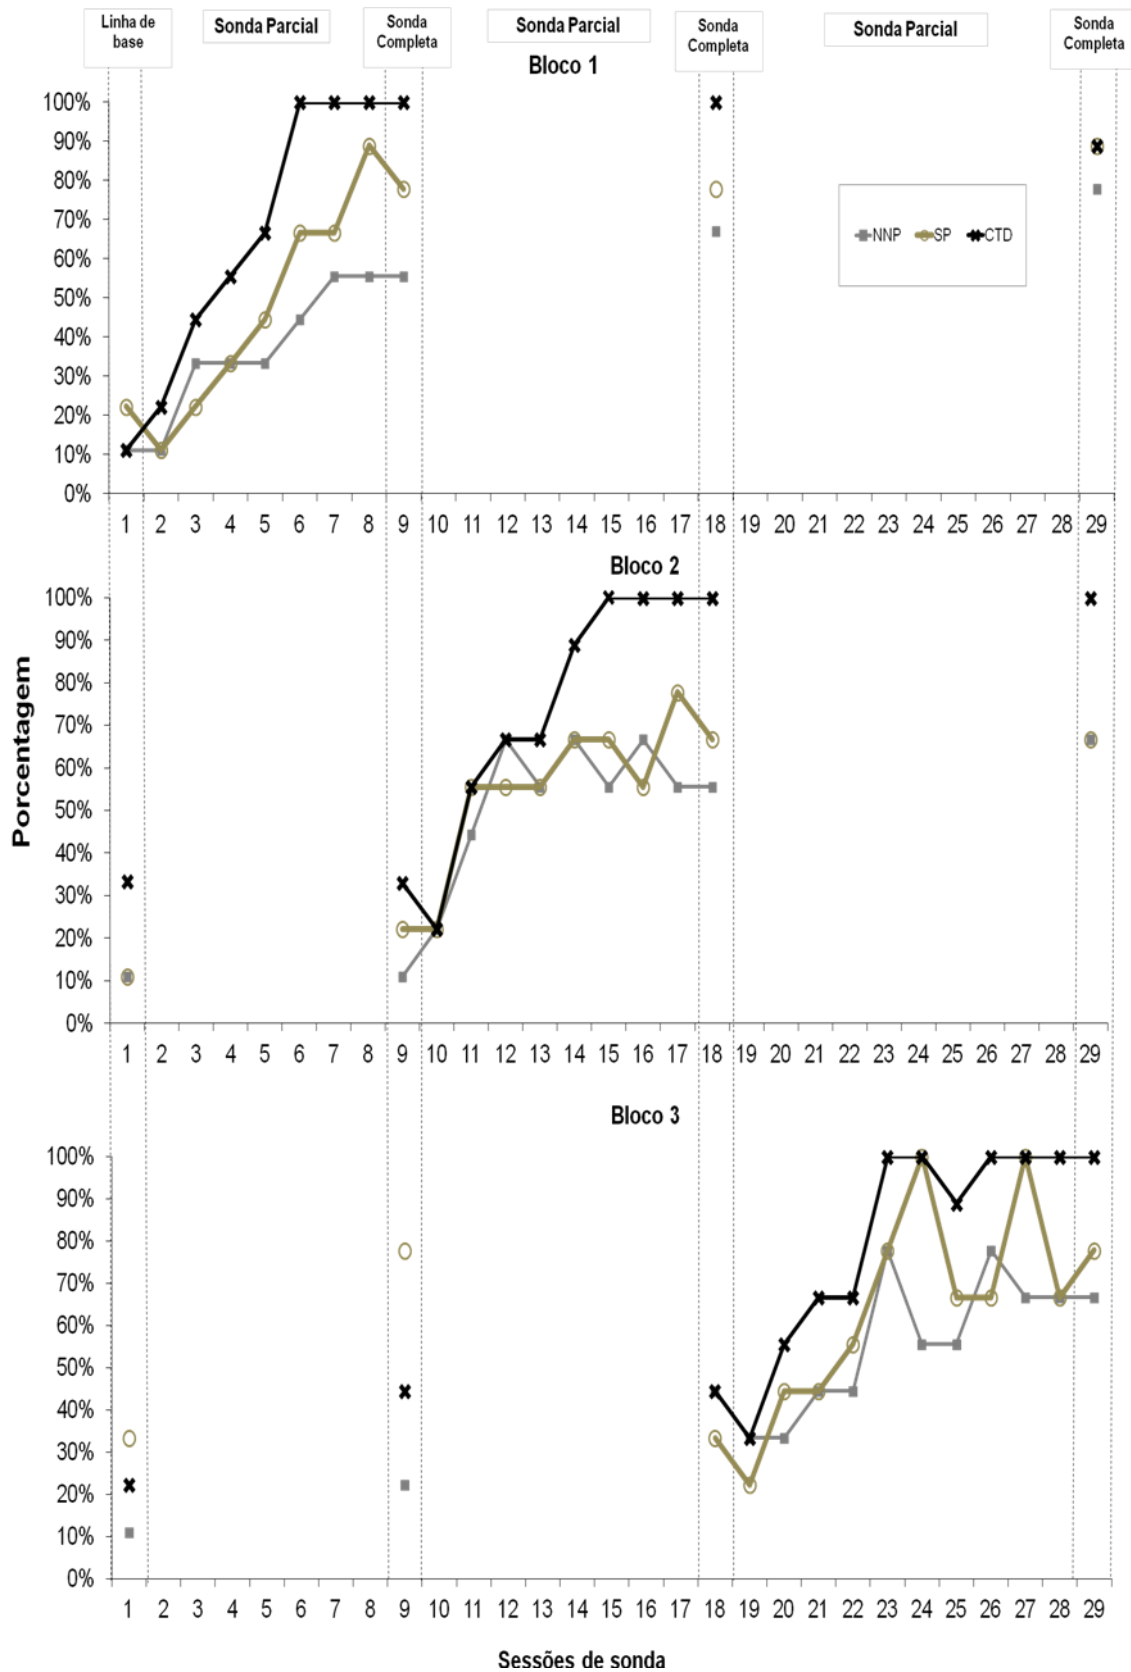 Linha de
base
Sonda Parcial
Sonda
Completa
Sonda Parcial
Sonda
Completa
Sonda Parcial
Sonda
Completa
Bloco 1
100%
90%
80%
70%
60%
50%
40%
30%
20%
10%
0%
NNP SP CTD
1 2 3 4 5 6 7 8 9 10 11 12 13 14 15 16 17 18 19 20 21 22 23 24 25 26 27 28 29
Bloco 2
Porcentagem
100%
90%
80%
70%
60%
50%
40%
30%
20%
10%
0%
1 2 3 4 5 6 7 8 9 10 11 12 13 14 15 16 17 18 19 20 21 22 23 24 25 26 27 28 29
Bloco 3
100%
90%
80%
70%
60%
50%
40%
30%
20%
10%
0%
1 2 3 4 5 6 7 8 9 10 11 12 13 14 15 16 17 18 19 20 21 22 23 24 25 26 27 28 29
Sessões de sonda